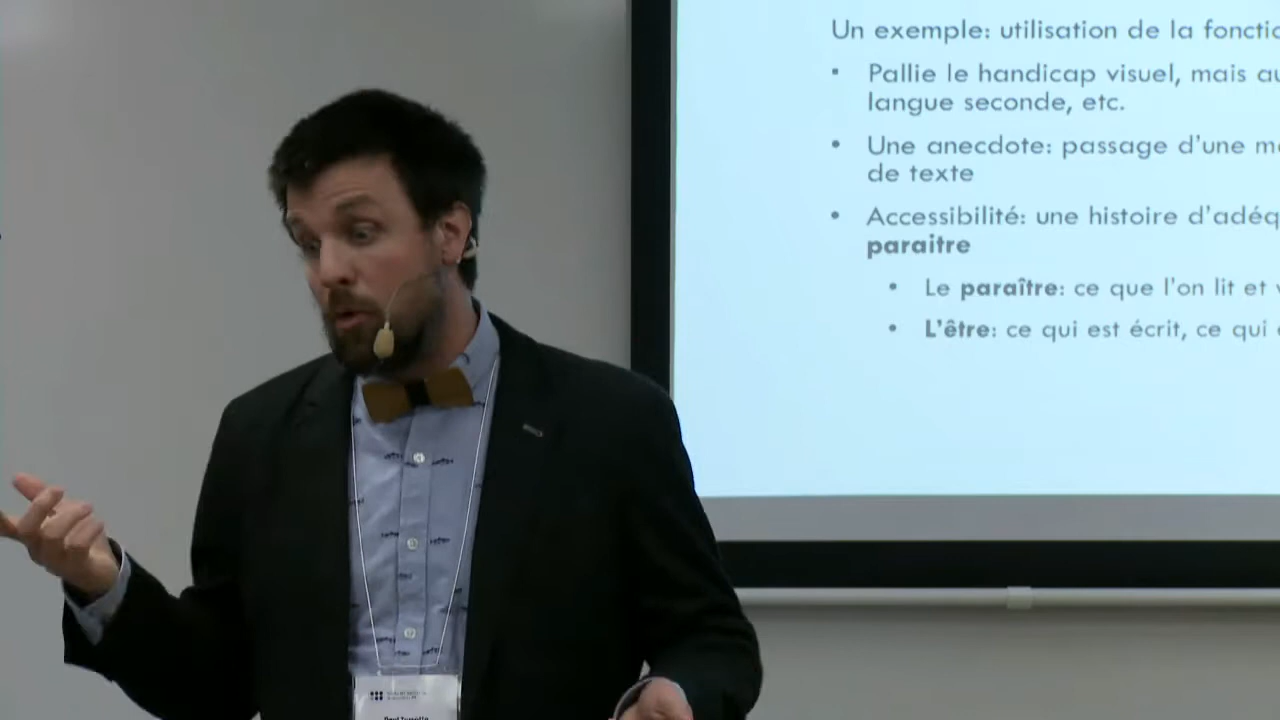 Un exemple: utilisation de la fonctio
Pallie le handicap visuel, mais au
langue seconde, etc.
Une anecdote: passage d'une m
de texte
Accessibilité: une histoire d'adéq
paraitre
Le paraître: ce que l'on lit et v
L'être: ce qui est écrit, ce qui